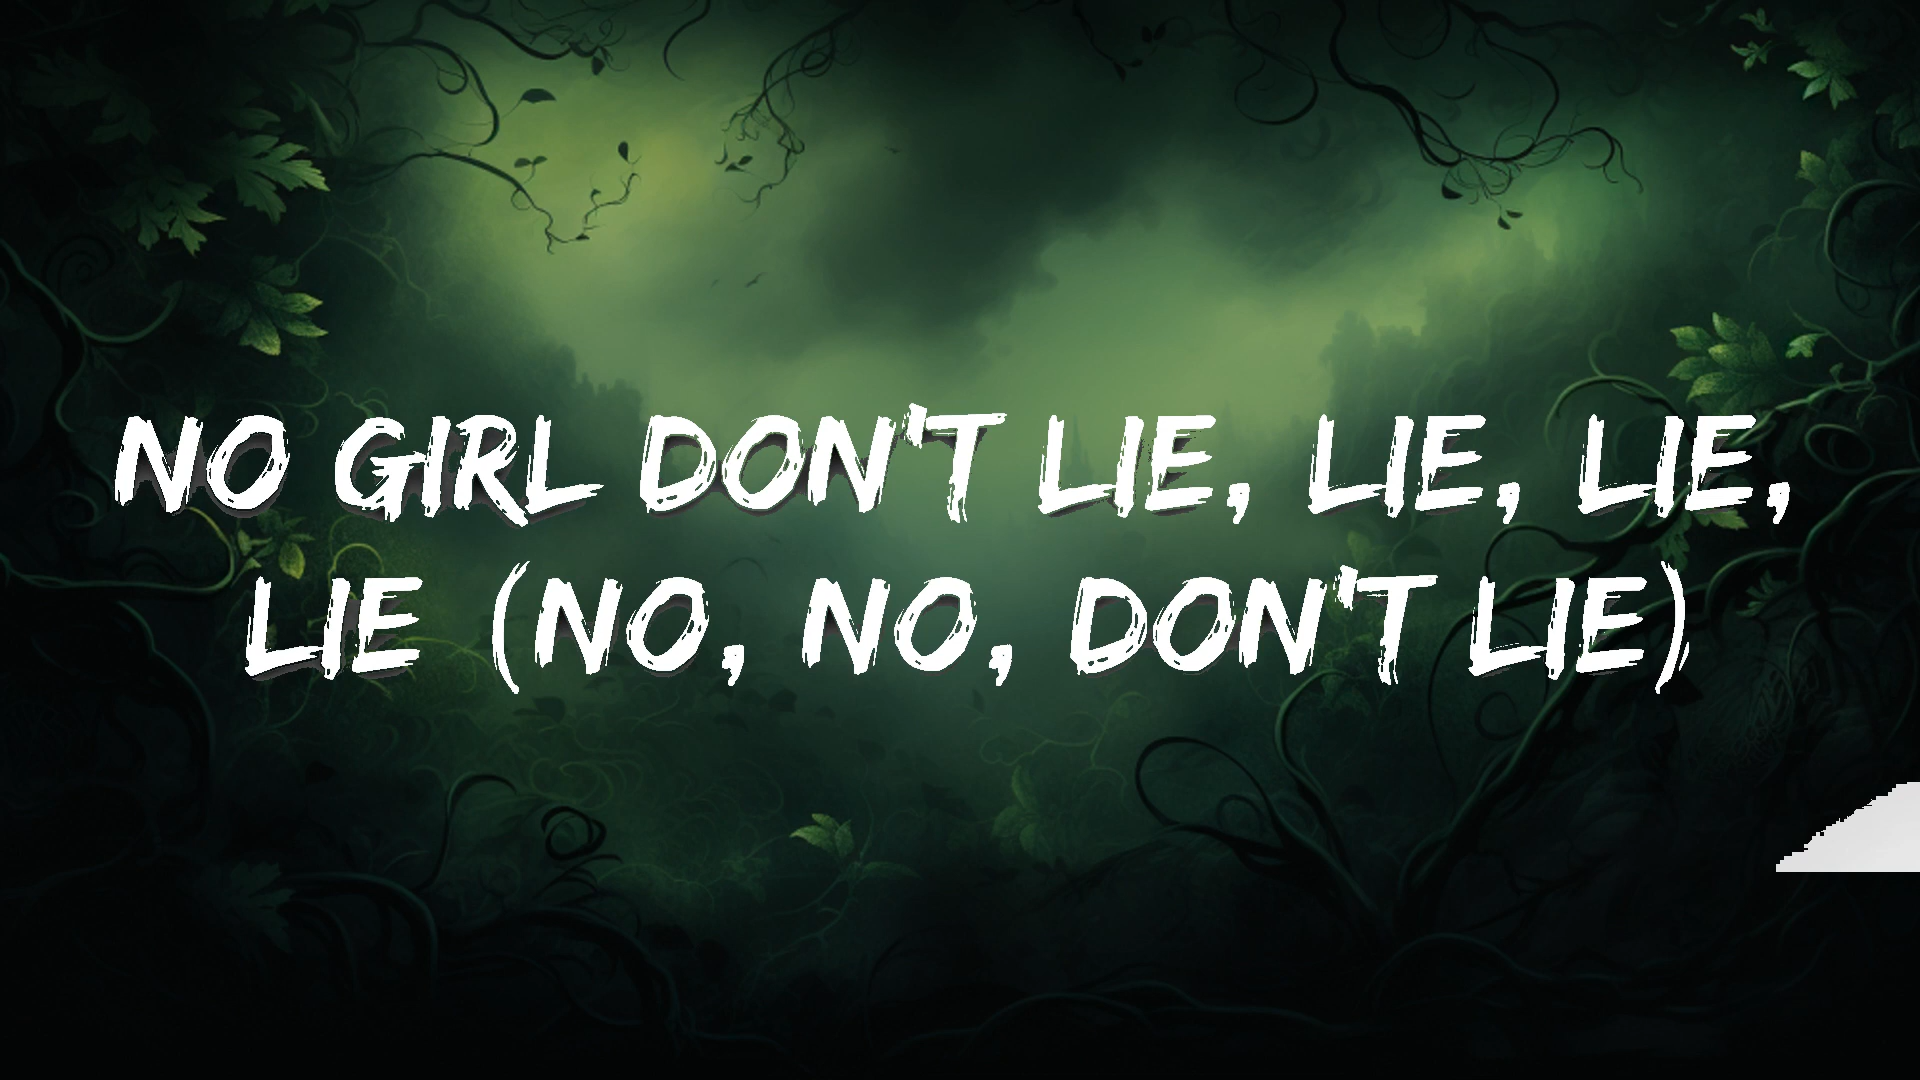 NO GIRL DON'T LIE, LIE, LIE,
LIE (NO, NO, DON'T LIE)